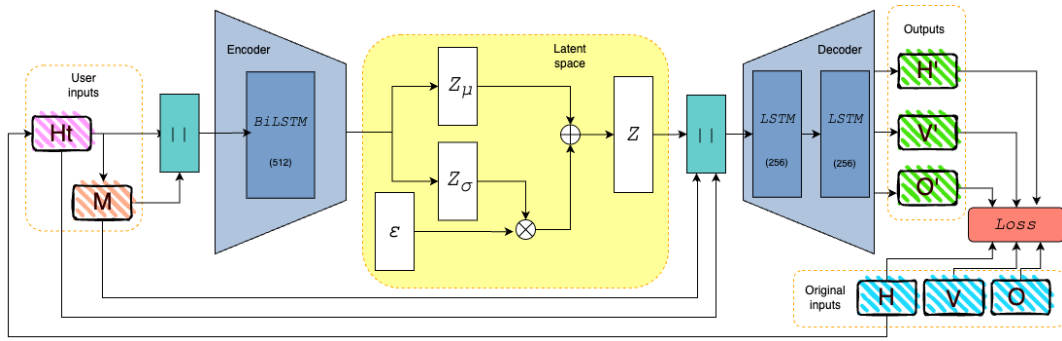 User
inputs
Ht
M
||
Encoder
BiLSTM
(512)
Latent
space
Zμ
Zσ
ε
Z
||
Decoder
LSTM
(256)
LSTM
(256)
Outputs
H'
V'
O'
Loss
Original
inputs
H
V
O